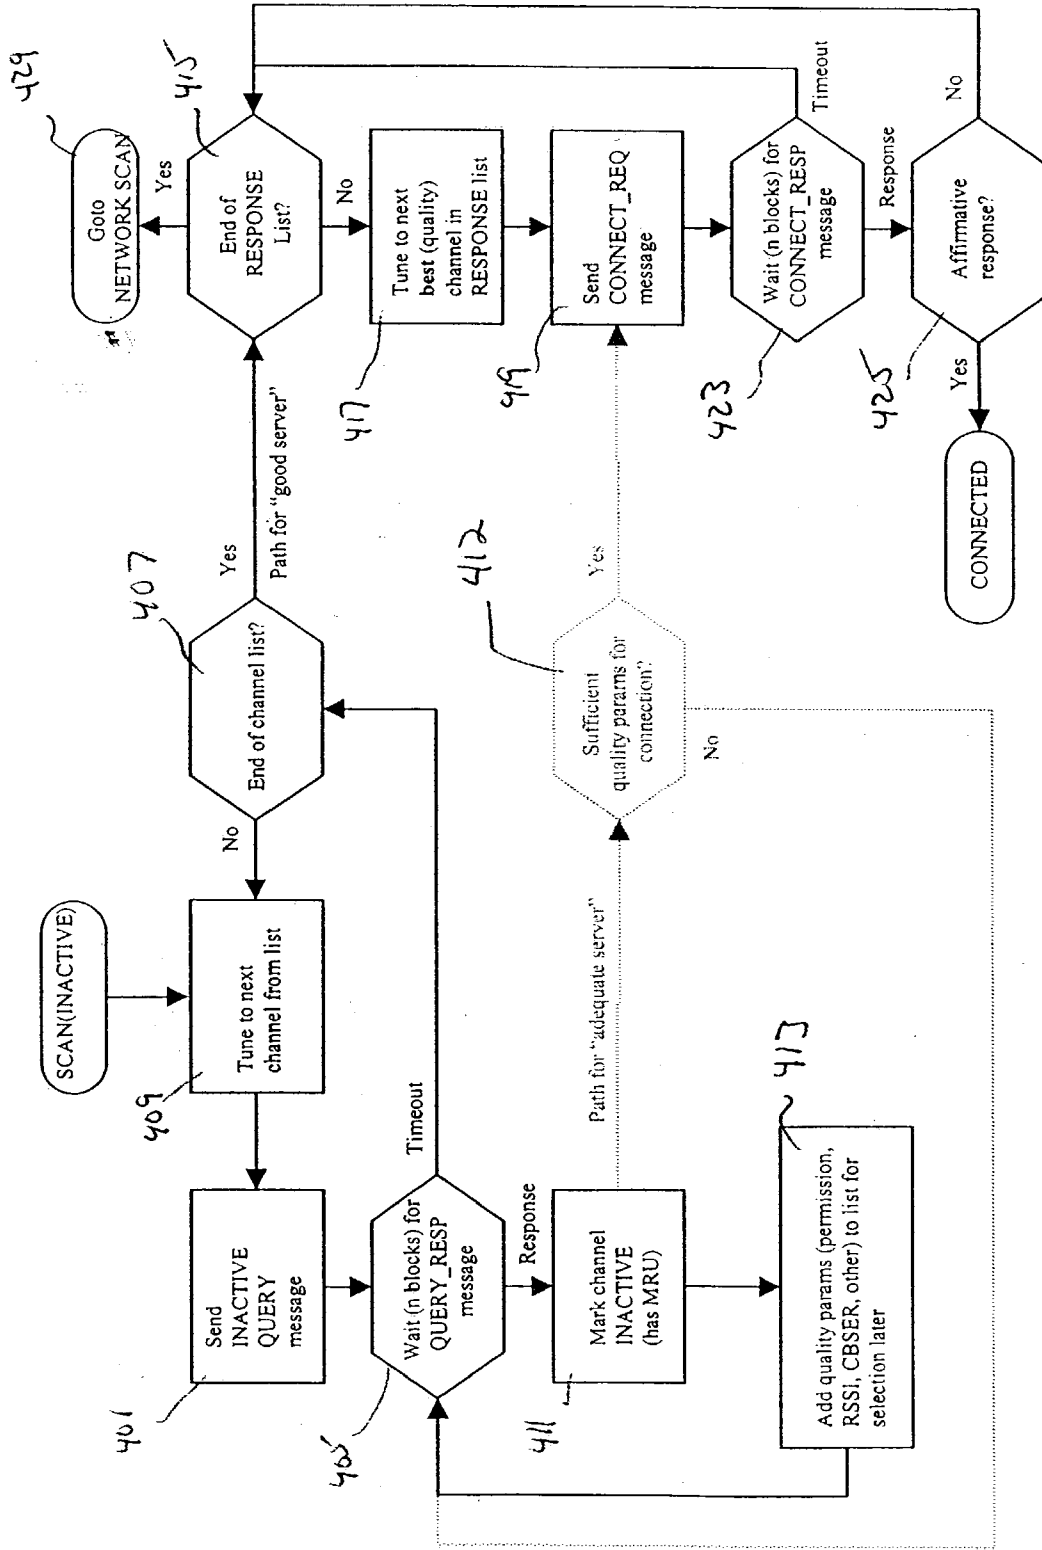 SCAN(INACTIVE)
409
Tune to next
channel from list
No
407
End of channel list?
Yes
Path for "good server"
429
Goto
NETWORK SCAN
Yes
415
End of
RESPONSE
List?
No
401
Send
INACTIVE
QUERY
message
405
Wait (n blocks) for
QUERY_RESP
message
Timeout
Response
417
Tune to next
best (quality)
channel in
RESPONSE list
411
Mark channel
INACTIVE
(has MRU)
Path for "adequate server"
412
Sufficient
quality params for
connection?
Yes
No
419
Send
CONNECT_REQ
message
413
Add quality params (permission,
RSSI, CBSER, other) to list for
selection later
423
Wait (n blocks) for
CONNECT_RESP
message
Timeout
Response
425
Affirmative
response?
No
Yes
CONNECTED